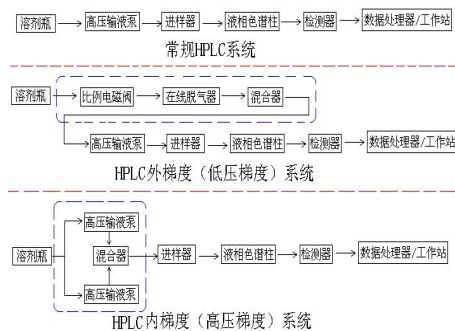 溶剂瓶 高压输液泵 进样器 液相色谱柱 检测器 数据处理器/工作站
常规HPLC系统
溶剂瓶 比例电磁阀 在线脱气器 混合器
高压输液泵 进样器 液相色谱柱 检测器 数据处理器/工作站
HPLC外梯度（低压梯度）系统
高压输液泵
溶剂瓶 混合器 进样器 液相色谱柱 检测器 数据处理器/工作站
高压输液泵
HPLC内梯度（高压梯度）系统